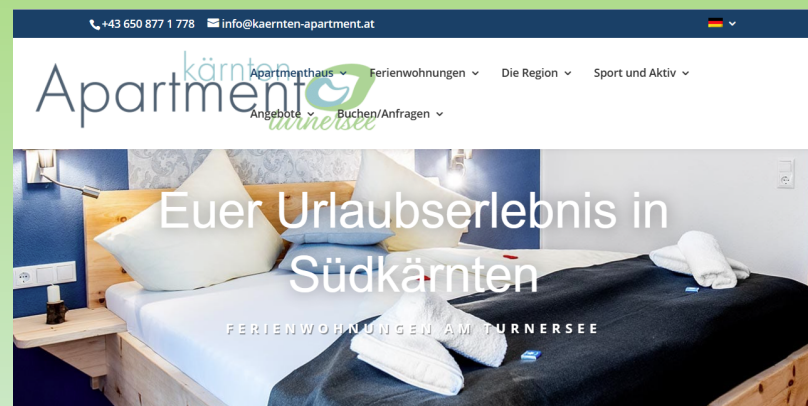 +43 650 877 1 778 info@kaernten-apartment.at
kärnten
Apartment
turnersee
Apartmenthaus Ferienwohnungen Die Region Sport und Aktiv
Angebote Buchen/Anfragen
Euer Urlaubserlebnis in
Südkärnten
FERIENWOHNUNGEN AM TURNERSEE